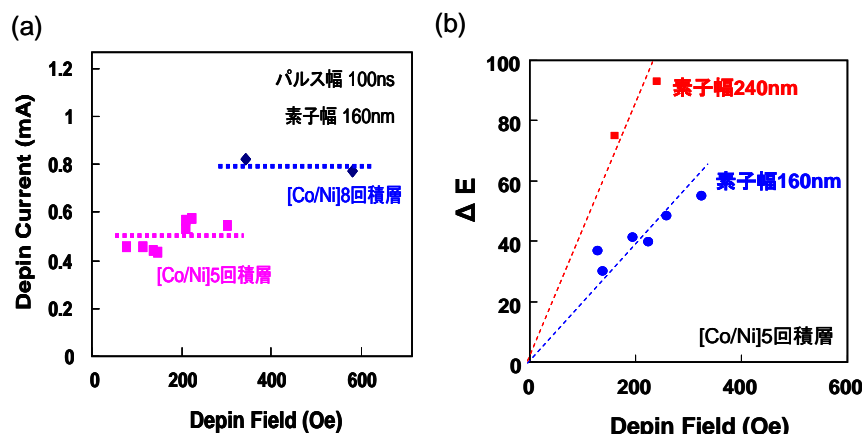 (a)
1.2
1
0.8
0.6
0.4
0.2
0
Depin Current (mA)
パルス幅 100ns
素子幅 160nm
[Co/Ni]8回積層
[Co/Ni]5回積層
0 200 400 600
Depin Field (Oe)
(b)
100
80
60
40
20
0
Δ E
素子幅240nm
素子幅160nm
[Co/Ni]5回積層
0 200 400 600
Depin Field (Oe)